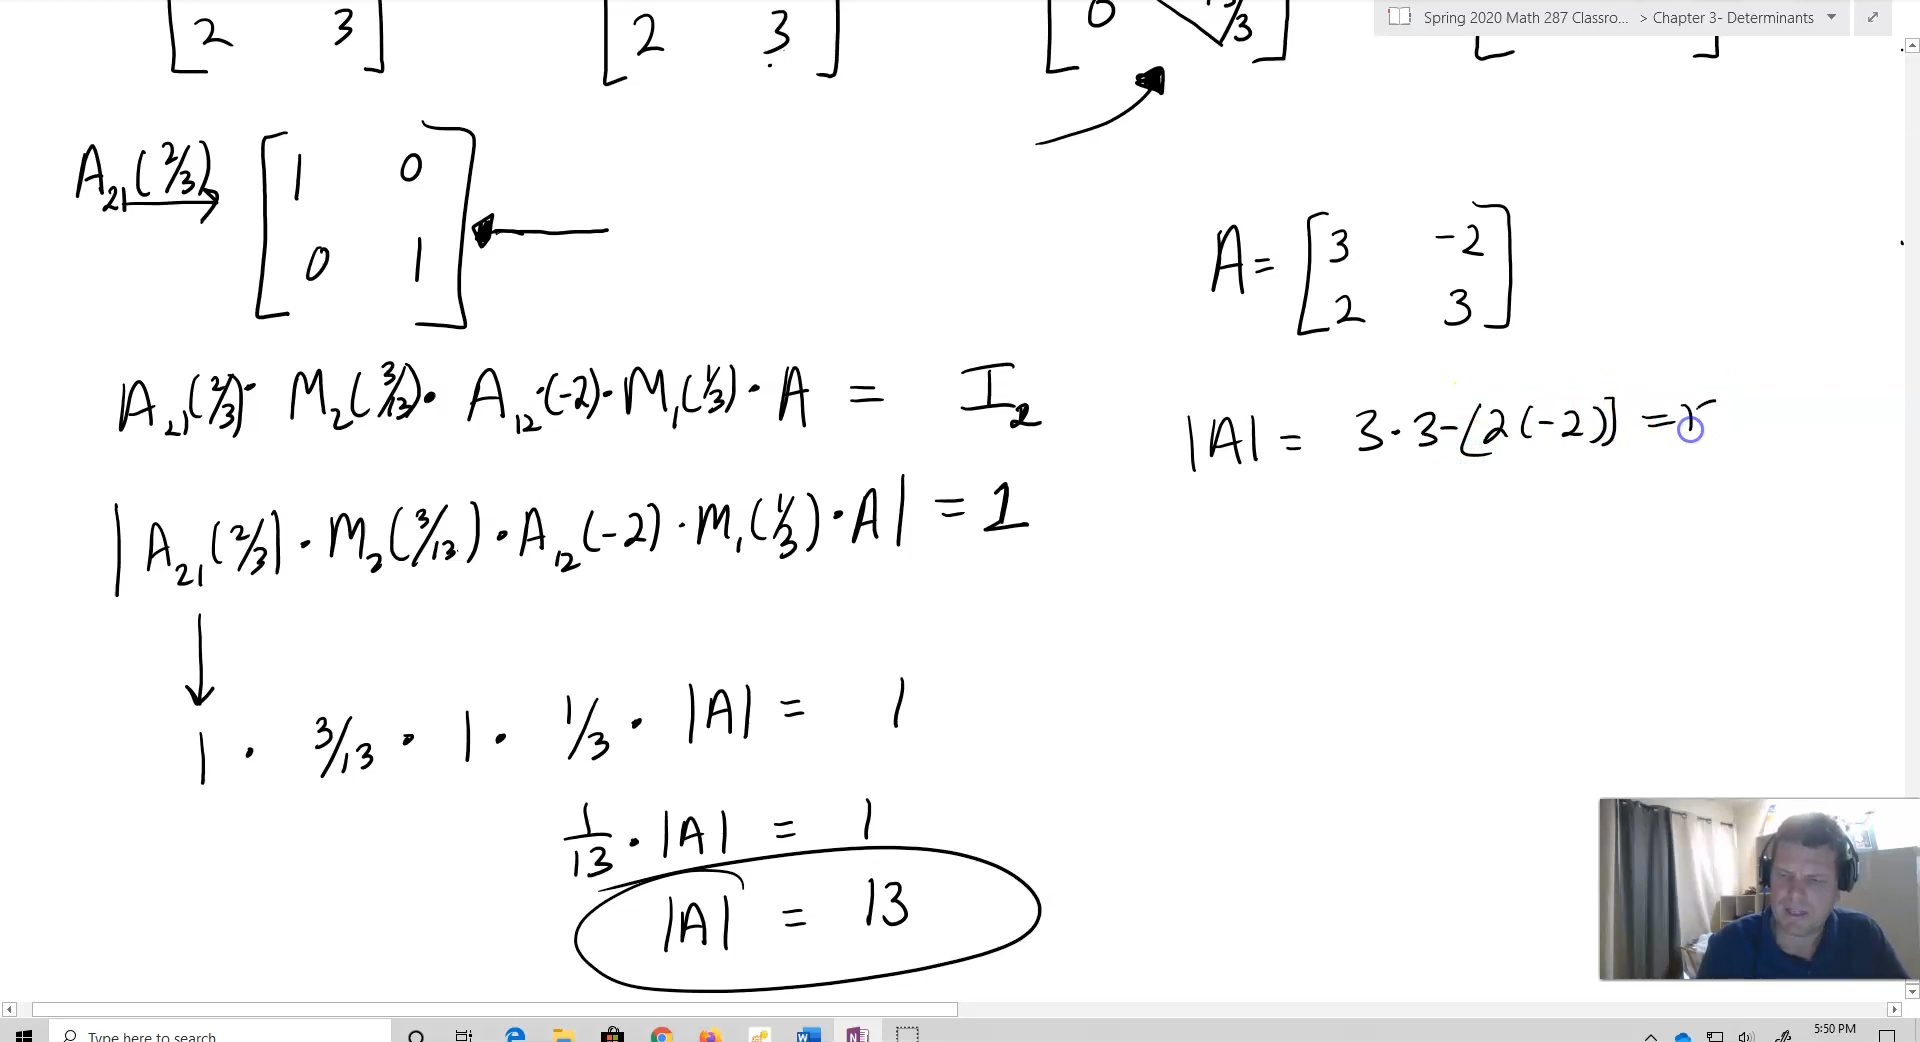 Spring 2020 Math 287 Classro... > Chapter 3- Determinants
2 3
2 3
0 13/3
A₂₁(2/3) → [1 0
0 1]
A = [3 -2
2 3]
A₂₁(2/3) · M₂(3/13) · A₁₂·(-2) · M₁(1/3) · A = I₂
|A| = 3·3-[2(-2)] =
|A₂₁(2/3) · M₂(3/13) · A₁₂(-2) · M₁(1/3) · A| = 1
1 · 3/13 · 1 · 1/3 · |A| = 1
1/13 · |A| = 1
|A| = 13
Type here to search
5:50 PM